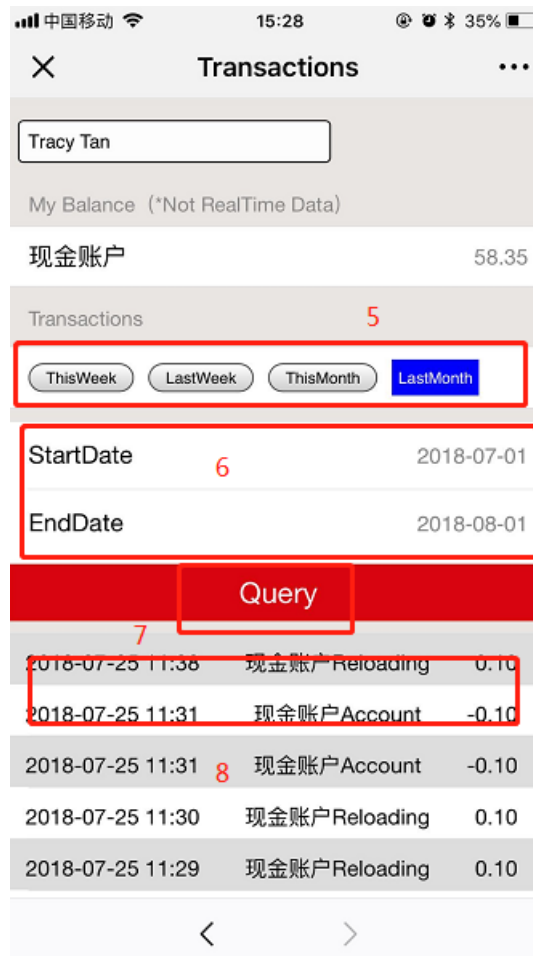 中国移动 15:28 35%
Transactions
Tracy Tan
My Balance (*Not RealTime Data)
现金账户 58.35
Transactions 5
ThisWeek LastWeek ThisMonth LastMonth
StartDate 2018-07-01
6
EndDate 2018-08-01
Query
7
2018-07-25 11:38 现金账户Reloading 0.10
2018-07-25 11:31 现金账户Account -0.10
2018-07-25 11:31 现金账户Account -0.10
8
2018-07-25 11:30 现金账户Reloading 0.10
2018-07-25 11:29 现金账户Reloading 0.10